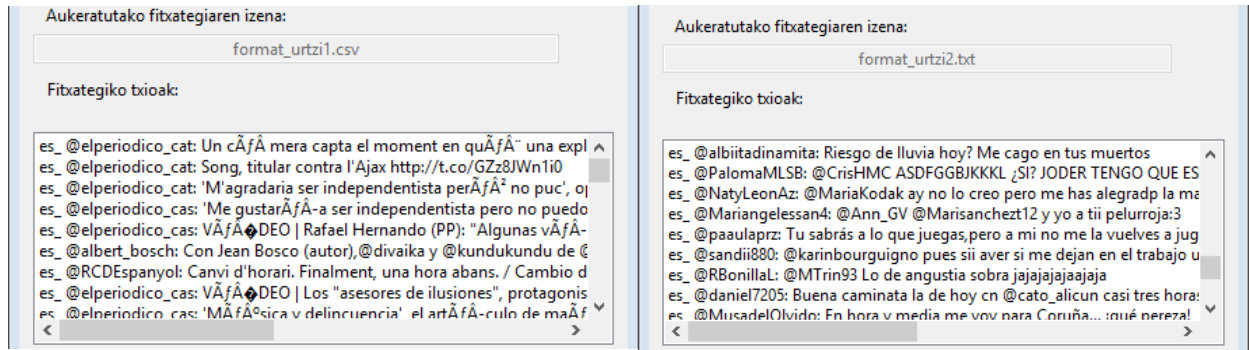 Aukeratutako fitxategiaren izena:
format_urtzi1.csv
Fitxategiko txioak:
es_ @elperiodico_cat: Un cÃƒÂ mera capta el moment en quÃƒÂ¨ una expl
es_ @elperiodico_cat: Song, titular contra l'Ajax http://t.co/GZz8JWn1i0
es_ @elperiodico_cat: 'M'agradaria ser independentista perÃƒÂ² no puc', op
es_ @elperiodico_cas: 'Me gustarÃƒÂ-a ser independentista pero no puedo
es_ @elperiodico_cas: VÃƒÂ�DEO | Rafael Hernando (PP): "Algunas vÃƒÂ-
es_ @albert_bosch: Con Jean Bosco (autor),@divaika y @kundukundu de @
es_ @RCDEspanyol: Canvi d'horari. Finalment, una hora abans. / Cambio d
es_ @elperiodico_cas: VÃƒÂ�DEO | Los "asesores de ilusiones", protagonis
es_ @elperiodico_cas: 'MÃƒÂºsica y delincuencia', el artÃƒÂ-culo de maÃƒ
Aukeratutako fitxategiaren izena:
format_urtzi2.txt
Fitxategiko txioak:
es_ @albiitadinamita: Riesgo de lluvia hoy? Me cago en tus muertos
es_ @PalomaMLSB: @CrisHMC ASDFGGBJKKKL ¿SI? JODER TENGO QUE ES
es_ @NatyLeonAz: @MariaKodak ay no lo creo pero me has alegradp la ma
es_ @Mariangelessan4: @Ann_GV @Marisanchezt12 y yo a tii pelurroja:3
es_ @paaulaprz: Tu sabrás a lo que juegas,pero a mi no me la vuelves a jug
es_ @sandii880: @karinbourguigno pues sii aver si me dejan en el trabajo u
es_ @RBonillaL: @MTrin93 Lo de angustia sobra jajajajajaajaja
es_ @daniel7205: Buena caminata la de hoy cn @cato_alicun casi tres horas
es_ @MusadelOlvido: En hora y media me voy para Coruña... ¡qué pereza!